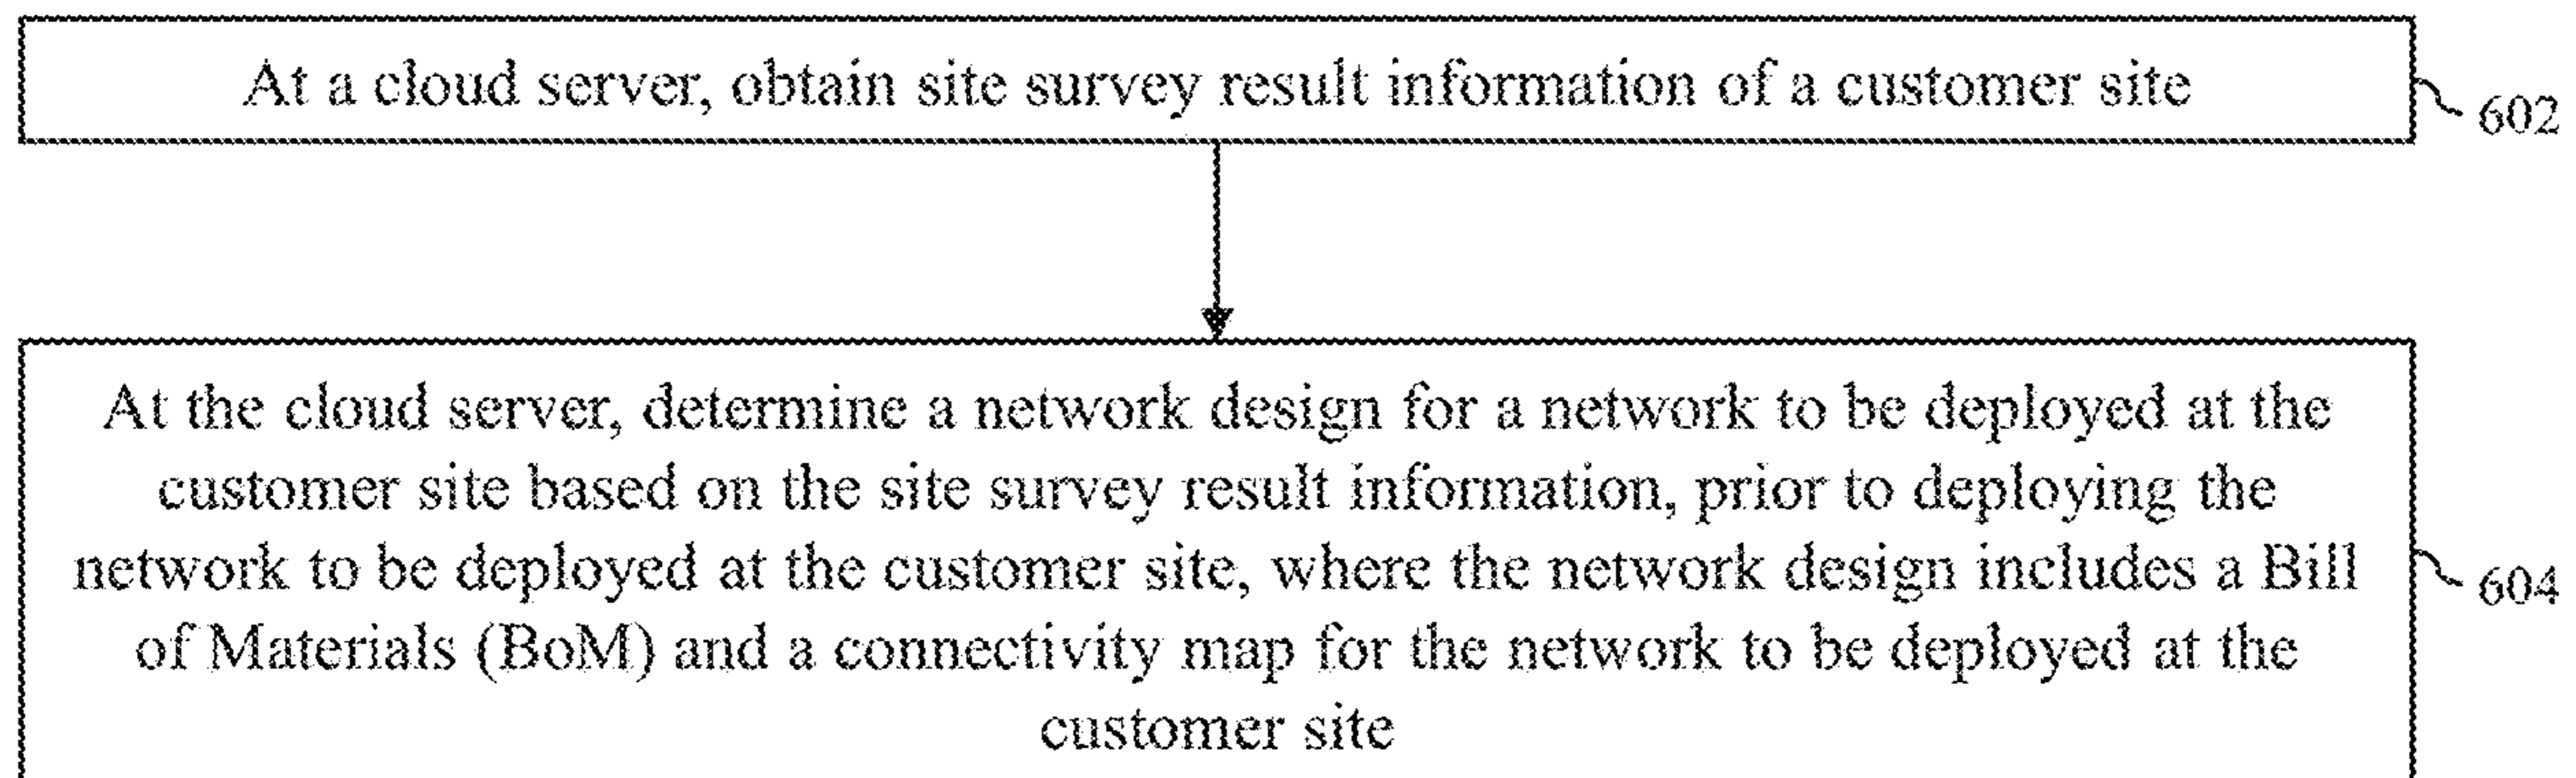 At a cloud server, obtain site survey result information of a customer site
602
At the cloud server, determine a network design for a network to be deployed at the
customer site based on the site survey result information, prior to deploying the
network to be deployed at the customer site, where the network design includes a Bill
of Materials (BoM) and a connectivity map for the network to be deployed at the
customer site
604